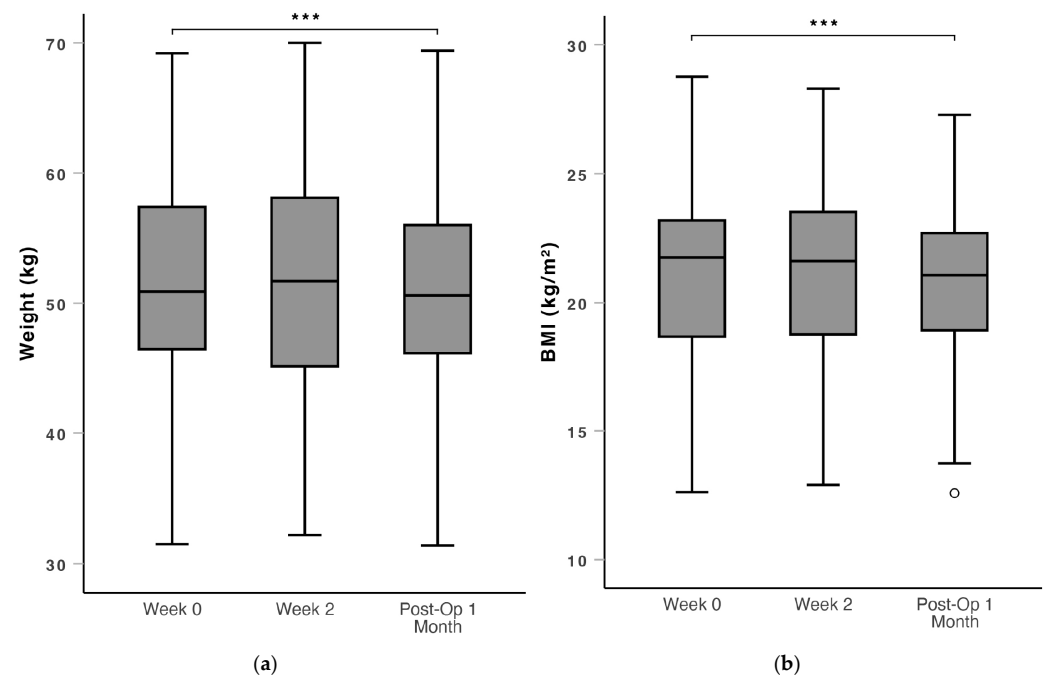 ***
70
60
50
40
30
Weight (kg)
Week 0
Week 2
Post-Op 1
Month
(a)
***
30
25
20
15
10
BMI (kg/m²)
Week 0
Week 2
Post-Op 1
Month
(b)